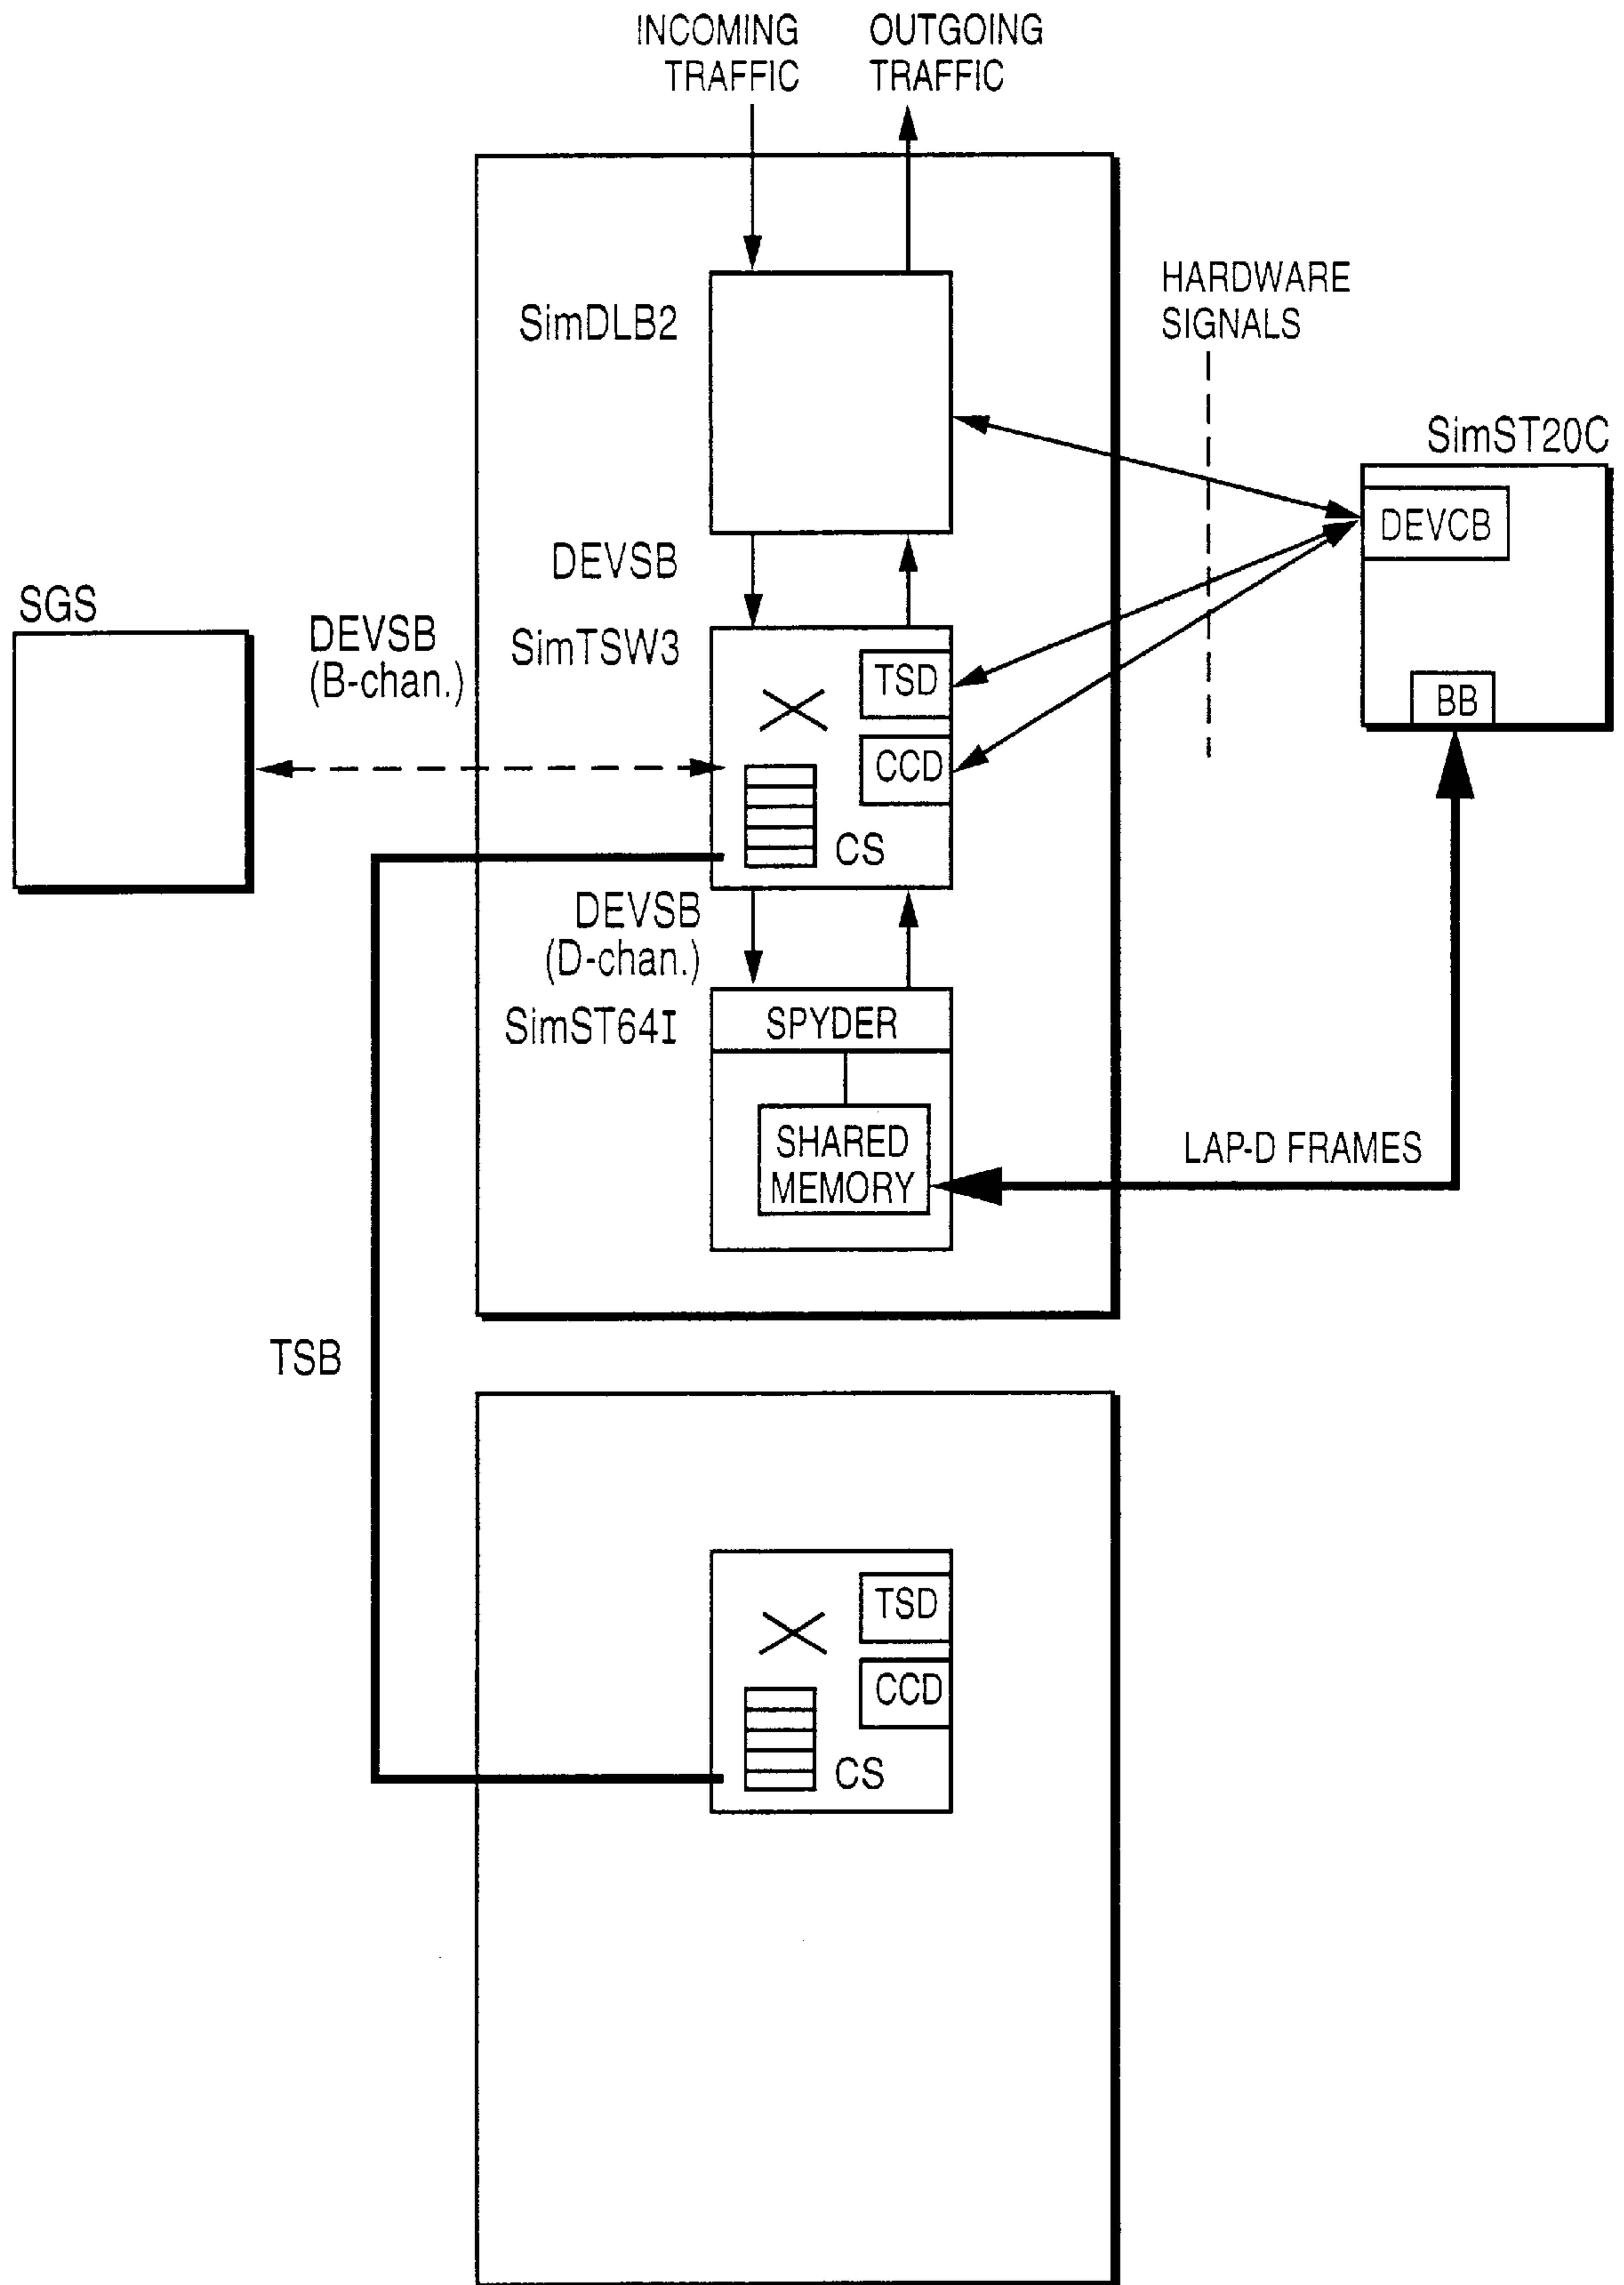 INCOMING
TRAFFIC
OUTGOING
TRAFFIC
SimDLB2
HARDWARE
SIGNALS
SimST20C
DEVCB
BB
DEVSB
SGS
DEVSB
(B-chan.)
SimTSW3
TSD
CCD
CS
DEVSB
(D-chan.)
SimST64I
SPYDER
SHARED
MEMORY
LAP-D FRAMES
TSB
TSD
CCD
CS